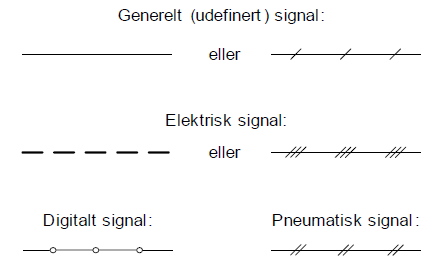 Generelt (udefinert) signal:
eller
Elektrisk signal:
eller
Digitalt signal:
Pneumatisk signal: